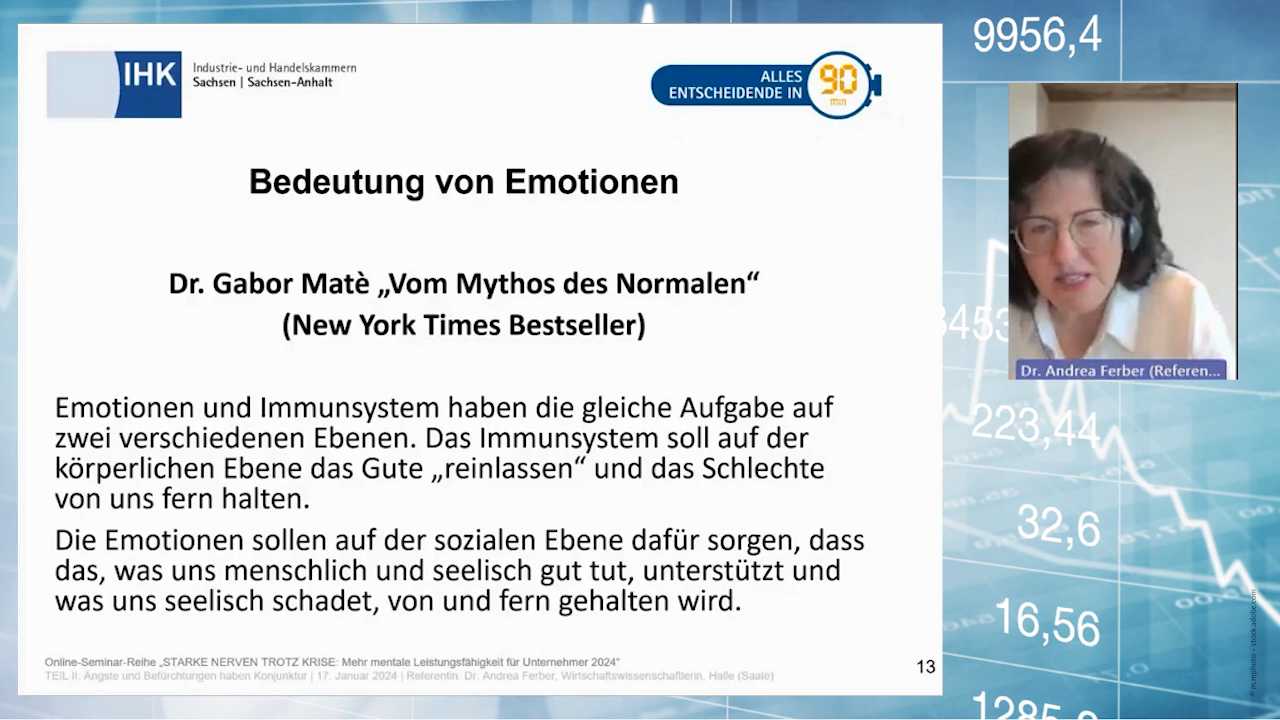 IHK
Industrie- und Handelskammern
Sachsen | Sachsen-Anhalt
ALLES
ENTSCHEIDENDE IN
90
min
Bedeutung von Emotionen
Dr. Gabor Matè „Vom Mythos des Normalen“
(New York Times Bestseller)
Emotionen und Immunsystem haben die gleiche Aufgabe auf
zwei verschiedenen Ebenen. Das Immunsystem soll auf der
körperlichen Ebene das Gute „reinlassen“ und das Schlechte
von uns fern halten.
Die Emotionen sollen auf der sozialen Ebene dafür sorgen, dass
das, was uns menschlich und seelisch gut tut, unterstützt und
was uns seelisch schadet, von und fern gehalten wird.
Online-Seminar-Reihe „STARKE NERVEN TROTZ KRISE: Mehr mentale Leistungsfähigkeit für Unternehmer 2024“
TEIL II: Ängste und Befürchtungen haben Konjunktur | 17. Januar 2024 | Referentin: Dr. Andrea Ferber, Wirtschaftswissenschaftlerin, Halle (Saale)
13
9956,4
Dr. Andrea Ferber (Referen...
223,44
32,6
16,56
© m.mphoto - stock.adobe.com